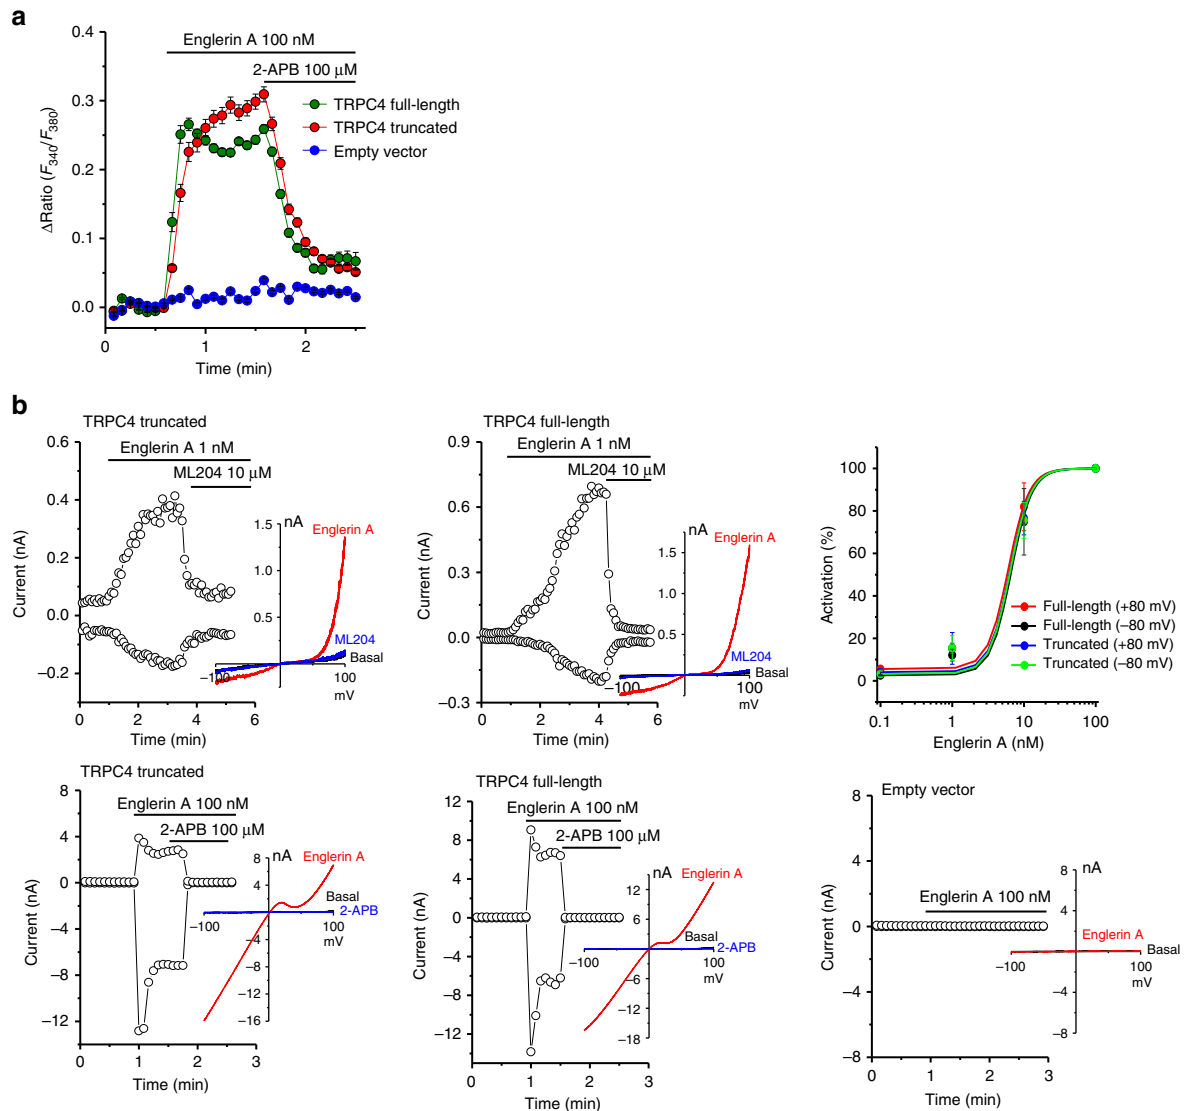 a
0.4
0.3
0.2
0.1
0.0
ΔRatio (F340/F380)
Englerin A 100 nM
2-APB 100 μM
TRPC4 full-length
TRPC4 truncated
Empty vector
0
1
2
Time (min)
b
TRPC4 truncated
0.6
0.4
0.2
0.0
−0.2
Current (nA)
Englerin A 1 nM
ML204 10 μM
nA
1.5
1.0
0.5
Englerin A
ML204
Basal
−100
100
mV
0
2
4
6
Time (min)
TRPC4 full-length
0.9
0.6
0.3
0.0
−0.3
Current (nA)
Englerin A 1 nM
ML204 10 μM
nA
1.5
1.0
0.5
Englerin A
ML204
Basal
−100
100
mV
0
2
4
6
Time (min)
100
80
60
40
20
0
Activation (%)
Full-length (+80 mV)
Full-length (−80 mV)
Truncated (+80 mV)
Truncated (−80 mV)
0.1
1
10
100
Englerin A (nM)
TRPC4 truncated
8
4
0
−4
−8
−12
Current (nA)
Englerin A 100 nM
2-APB 100 μM
nA
8
4
−4
−8
−12
−16
Englerin A
Basal
2-APB
−100
100
mV
0
1
2
3
Time (min)
TRPC4 full-length
12
9
6
3
0
−3
−6
−9
−12
Current (nA)
Englerin A 100 nM
2-APB 100 μM
nA
12
6
−6
−12
−18
Englerin A
Basal
2-APB
−100
100
mV
0
1
2
3
Time (min)
Empty vector
8
4
0
−4
−8
Current (nA)
Englerin A 100 nM
nA
8
4
−4
−8
Englerin A
Basal
−100
100
mV
0
1
2
3
Time (min)